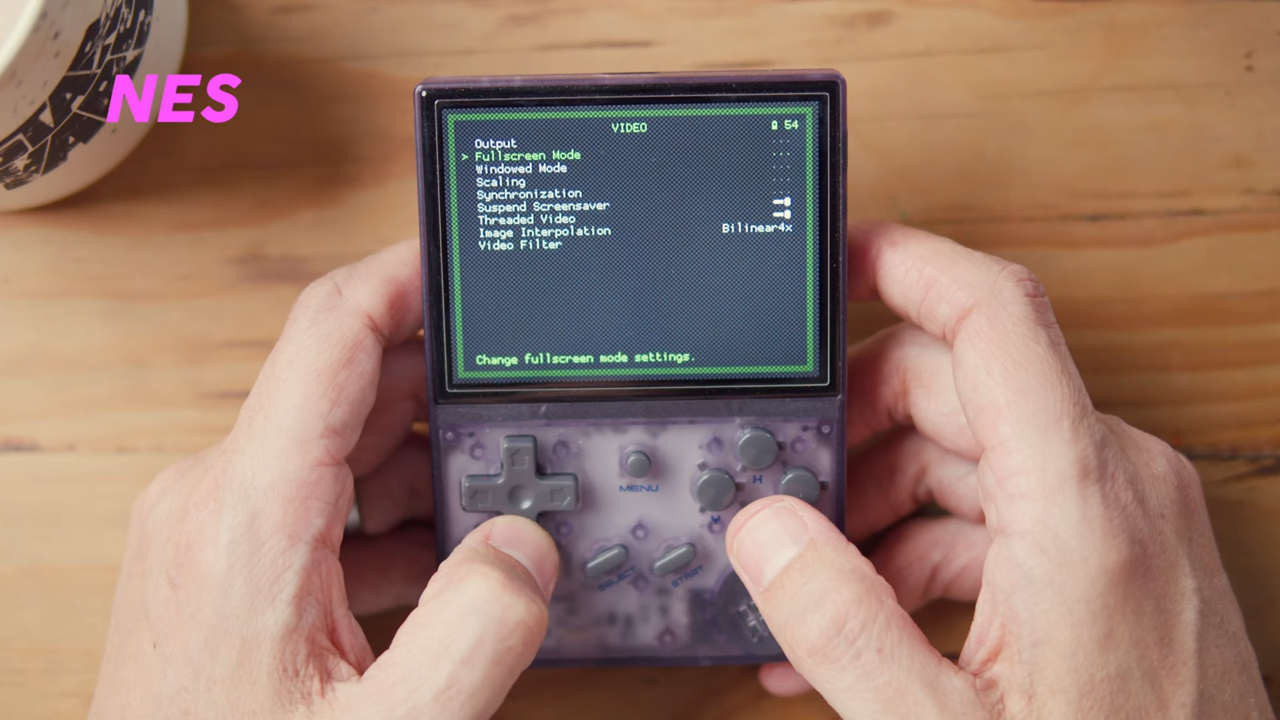 NES
VIDEO
54
Output ...
> Fullscreen Mode ...
Windowed Mode ...
Scaling ...
Synchronization ...
Suspend Screensaver
Threaded Video
Image Interpolation Bilinear4x
Video Filter
Change fullscreen mode settings.
MENU
SELECT
START